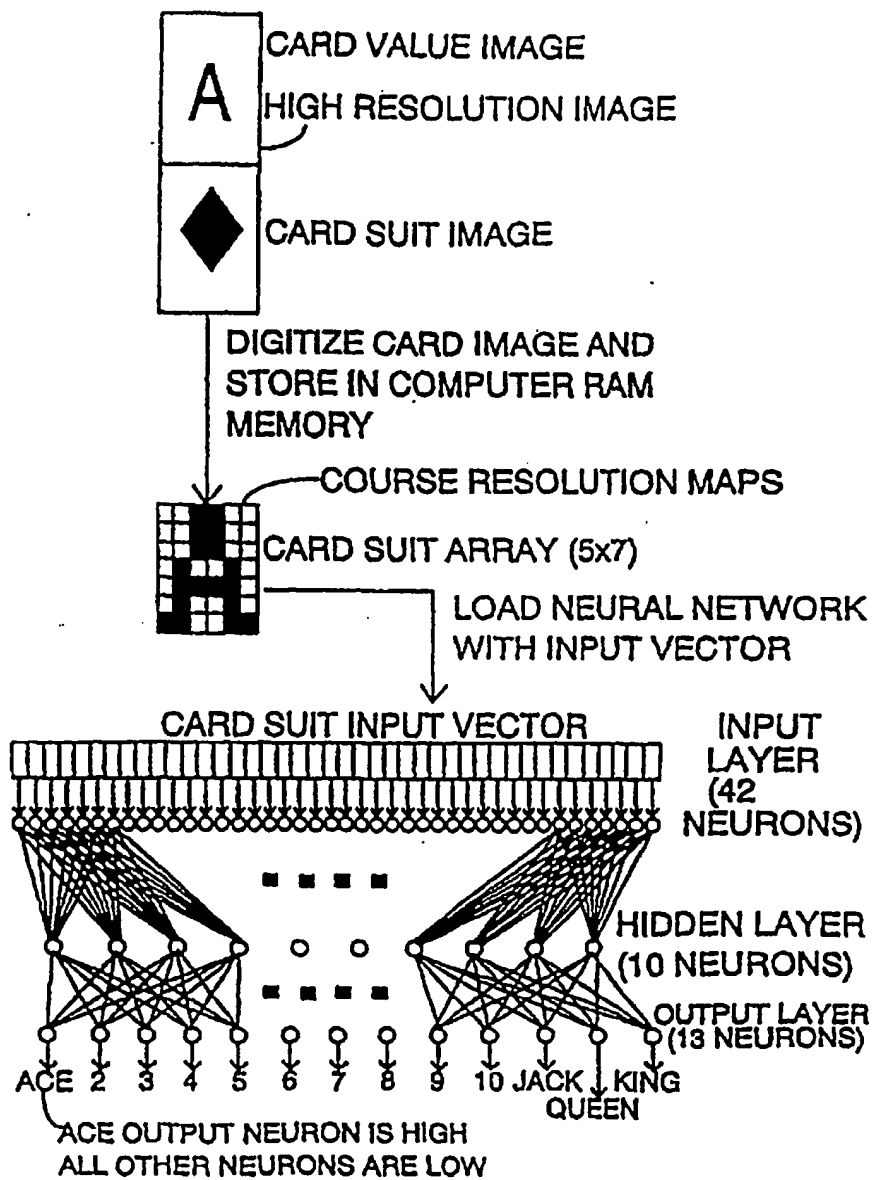 CARD VALUE IMAGE
A
HIGH RESOLUTION IMAGE
CARD SUIT IMAGE
DIGITIZE CARD IMAGE AND
STORE IN COMPUTER RAM
MEMORY
COURSE RESOLUTION MAPS
CARD SUIT ARRAY (5x7)
LOAD NEURAL NETWORK
WITH INPUT VECTOR
CARD SUIT INPUT VECTOR
INPUT
LAYER
(42
NEURONS)
HIDDEN LAYER
(10 NEURONS)
OUTPUT LAYER
(13 NEURONS)
ACE 2 3 4 5 6 7 8 9 10 JACK KING
QUEEN
ACE OUTPUT NEURON IS HIGH
ALL OTHER NEURONS ARE LOW